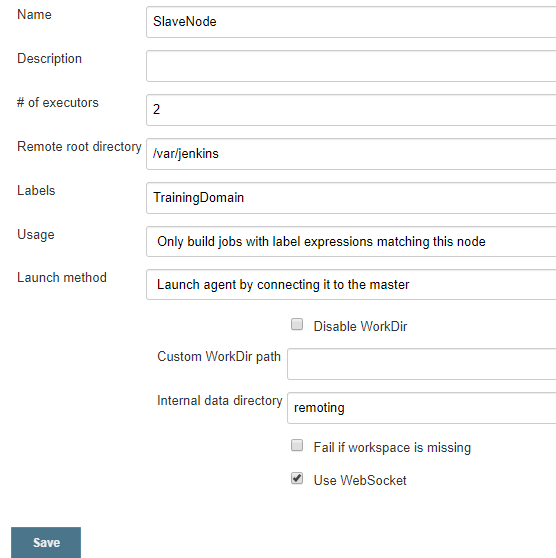 Name SlaveNode
Description
# of executors 2
Remote root directory /var/jenkins
Labels TrainingDomain
Usage Only build jobs with label expressions matching this node
Launch method Launch agent by connecting it to the master
Disable WorkDir
Custom WorkDir path
Internal data directory remoting
Fail if workspace is missing
Use WebSocket
Save